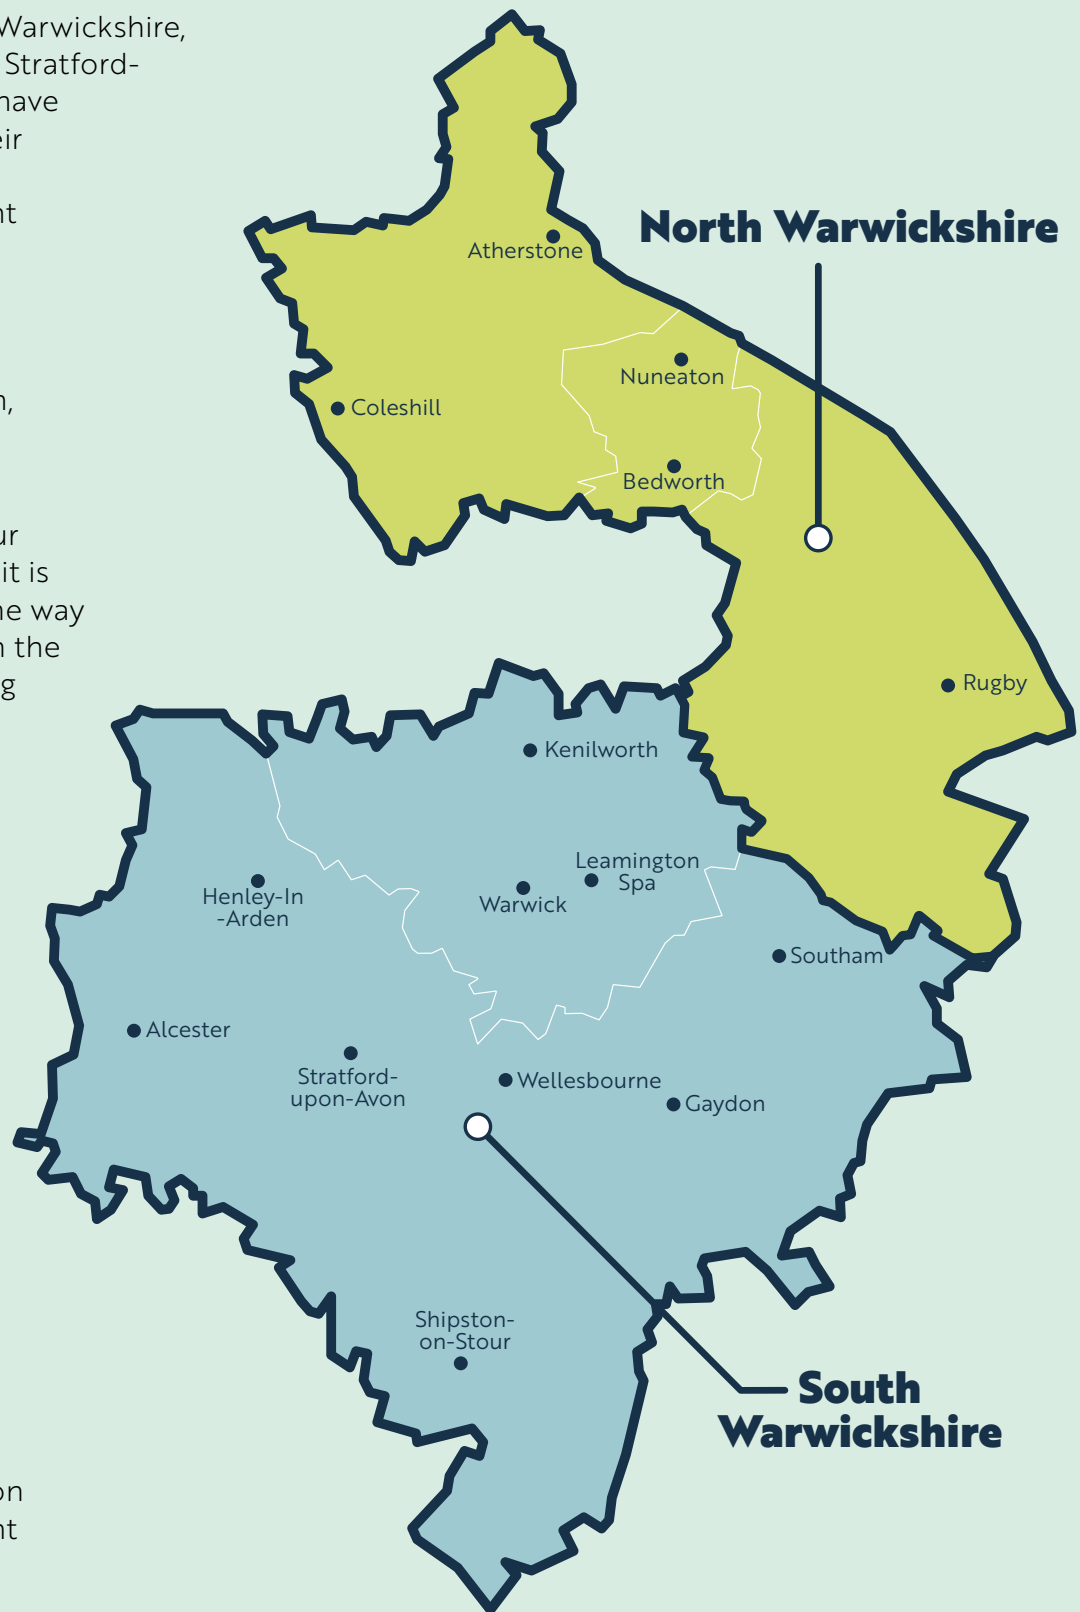 Warwickshire,
Stratford-
have
eir
nt
n,
ur
it is
ne way
n the
g
on
nt
North Warwickshire
Atherstone
Nuneaton
Coleshill
Bedworth
Rugby
Kenilworth
Leamington
Spa
Warwick
Henley-In
-Arden
Southam
Alcester
Stratford-
upon-Avon
Wellesbourne
Gaydon
Shipston-
on-Stour
South
Warwickshire